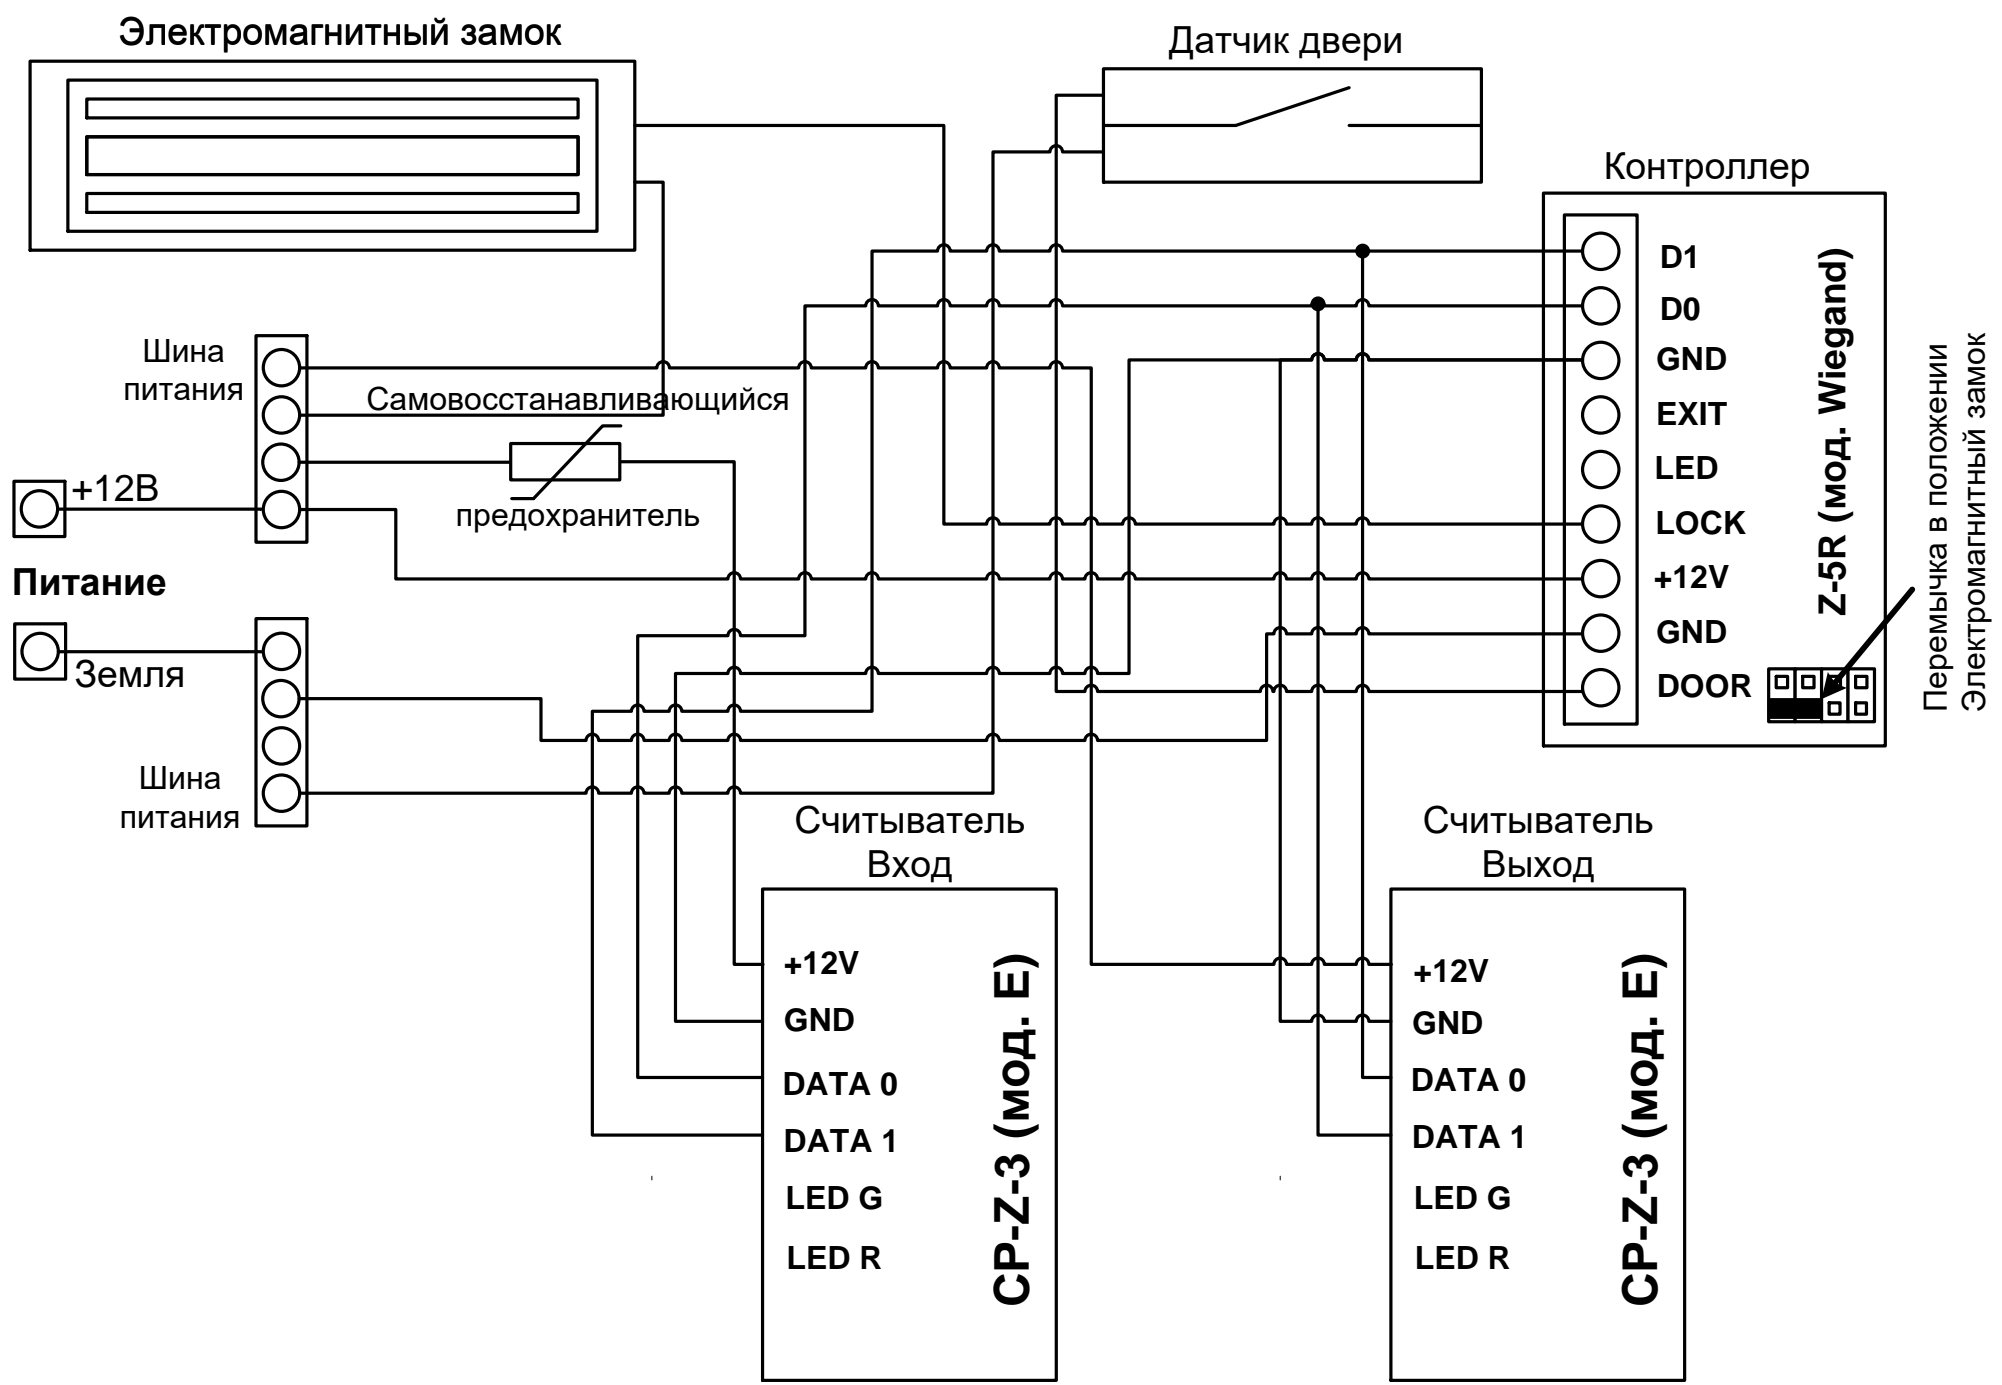 Электромагнитный замок
Датчик двери
Контроллер
D1
D0
GND
EXIT
LED
LOCK
+12V
GND
DOOR
Z-5R (мод. Wiegand)
Перемычка в положении
Электромагнитный замок
Шина
питания
Самовосстанавливающийся
предохранитель
+12В
Питание
Земля
Шина
питания
Считыватель
Вход
+12V
GND
DATA 0
DATA 1
LED G
LED R
CP-Z-3 (мод. E)
Считыватель
Выход
+12V
GND
DATA 0
DATA 1
LED G
LED R
CP-Z-3 (мод. E)